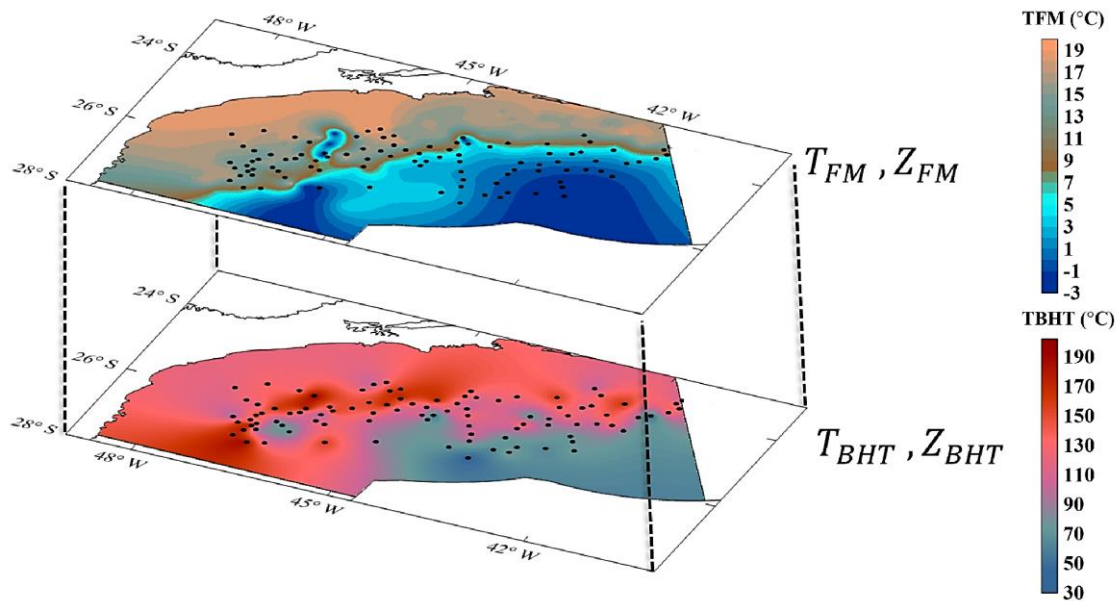 48° W
24° S
45° W
26° S
42° W
28° S
T_FM , Z_FM
TFM (°C)
19
17
15
13
11
9
7
5
3
1
-1
-3
24° S
26° S
28° S
48° W
45° W
42° W
T_BHT , Z_BHT
TBHT (°C)
190
170
150
130
110
90
70
50
30